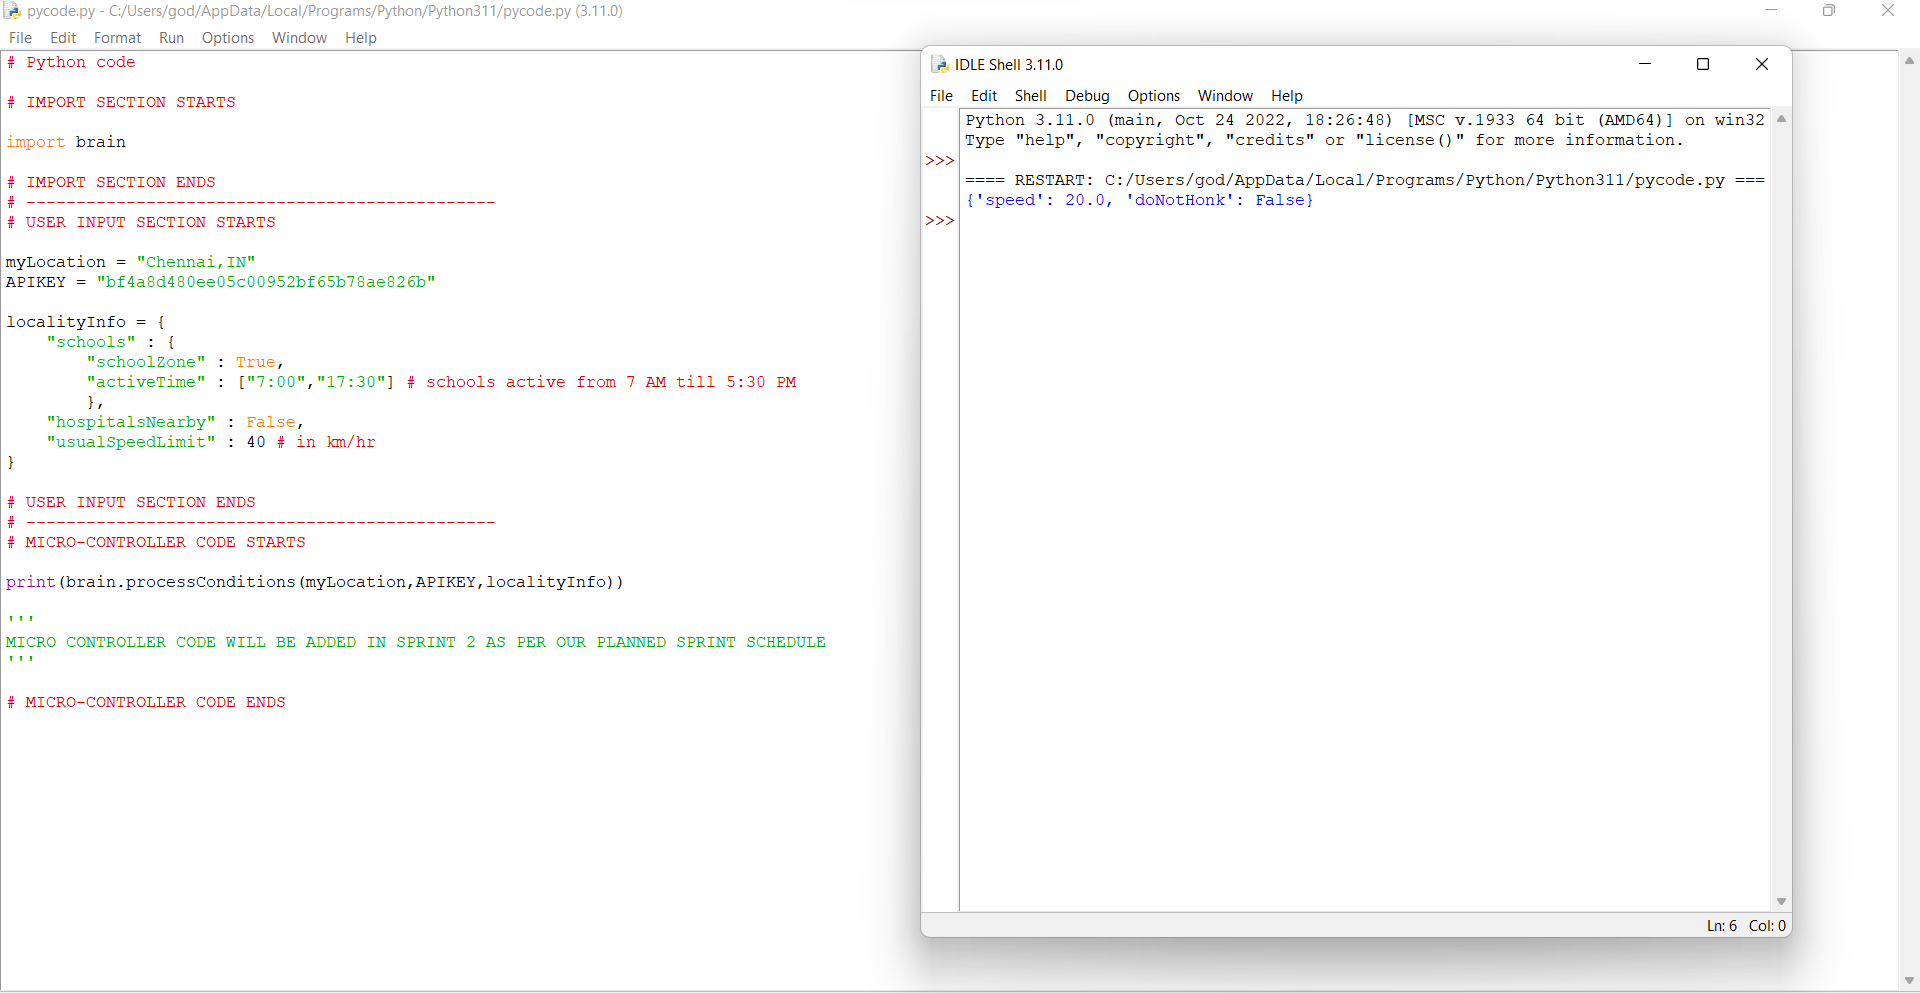 pycode.py - C:/Users/god/AppData/Local/Programs/Python/Python311/pycode.py (3.11.0)
File Edit Format Run Options Window Help
# Python code
# IMPORT SECTION STARTS
import brain
# IMPORT SECTION ENDS
# -----------------------------------------------
# USER INPUT SECTION STARTS
myLocation = "Chennai,IN"
APIKEY = "bf4a8d480ee05c00952bf65b78ae826b"
localityInfo = {
    "schools" : {
        "schoolZone" : True,
        "activeTime" : ["7:00","17:30"] # schools active from 7 AM till 5:30 PM
        },
    "hospitalsNearby" : False,
    "usualSpeedLimit" : 40 # in km/hr
}
# USER INPUT SECTION ENDS
# -----------------------------------------------
# MICRO-CONTROLLER CODE STARTS
print(brain.processConditions(myLocation,APIKEY,localityInfo))
'''
MICRO CONTROLLER CODE WILL BE ADDED IN SPRINT 2 AS PER OUR PLANNED SPRINT SCHEDULE
'''
# MICRO-CONTROLLER CODE ENDS
IDLE Shell 3.11.0
File Edit Shell Debug Options Window Help
Python 3.11.0 (main, Oct 24 2022, 18:26:48) [MSC v.1933 64 bit (AMD64)] on win32
Type "help", "copyright", "credits" or "license()" for more information.
>>>
==== RESTART: C:/Users/god/AppData/Local/Programs/Python/Python311/pycode.py ===
{'speed': 20.0, 'doNotHonk': False}
>>>
Ln: 6 Col: 0